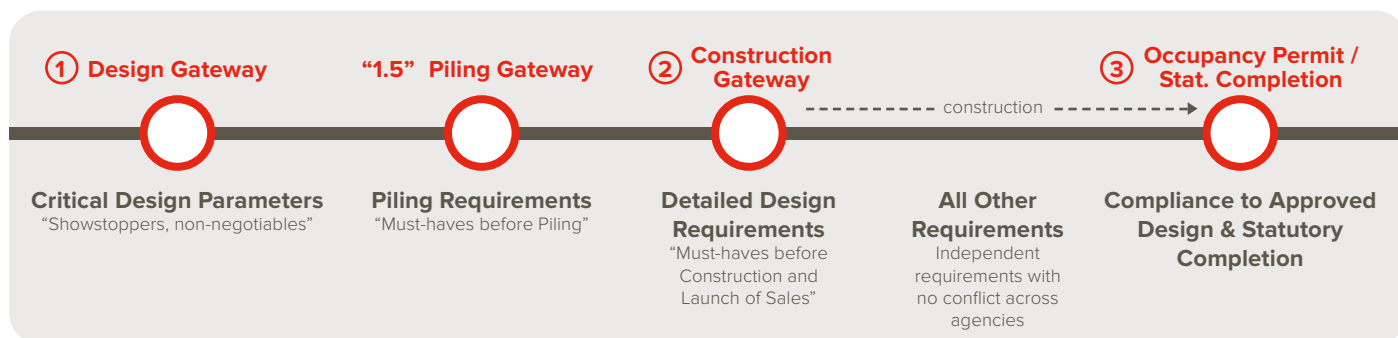 1 Design Gateway
“1.5” Piling Gateway
2 Construction
Gateway
construction
3 Occupancy Permit /
Stat. Completion
Critical Design Parameters
“Showstoppers, non-negotiables”
Piling Requirements
“Must-haves before Piling”
Detailed Design
Requirements
“Must-haves before
Construction and
Launch of Sales”
All Other
Requirements
Independent
requirements with
no conflict across
agencies
Compliance to Approved
Design & Statutory
Completion